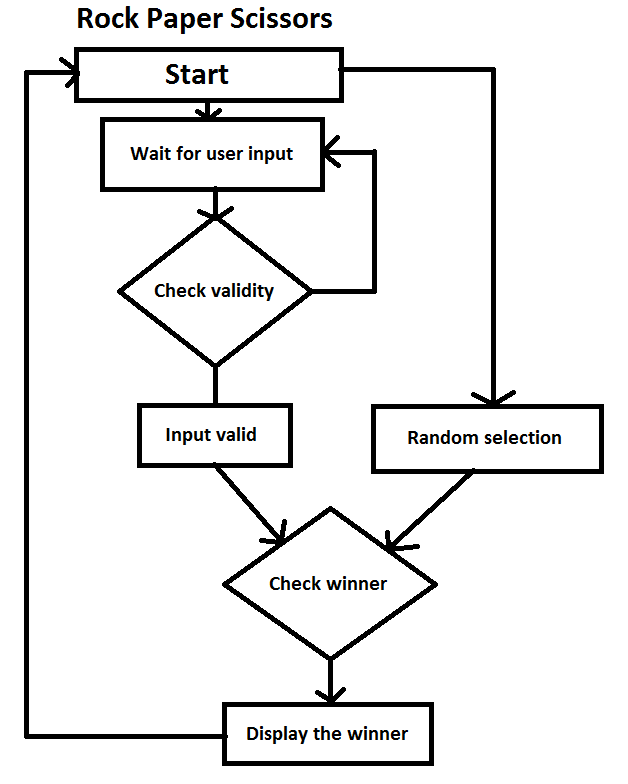 Rock Paper Scissors
Start
Wait for user input
Check validity
Input valid
Random selection
Check winner
Display the winner